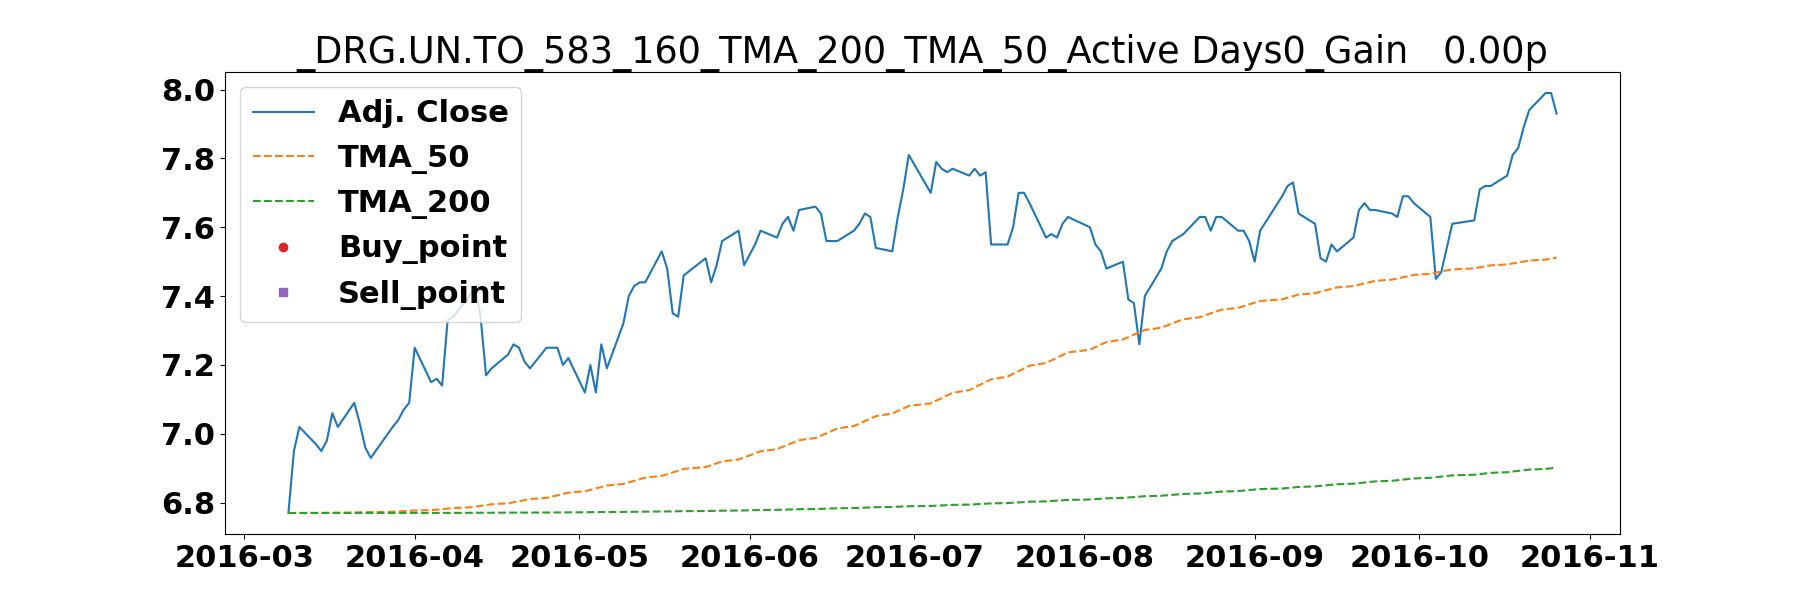 _DRG.UN.TO_583_160_TMA_200_TMA_50_Active Days0_Gain   0.00p
8.0
7.8
7.6
7.4
7.2
7.0
6.8
Adj. Close
TMA_50
TMA_200
Buy_point
Sell_point
2016-03 2016-04 2016-05 2016-06 2016-07 2016-08 2016-09 2016-10 2016-11